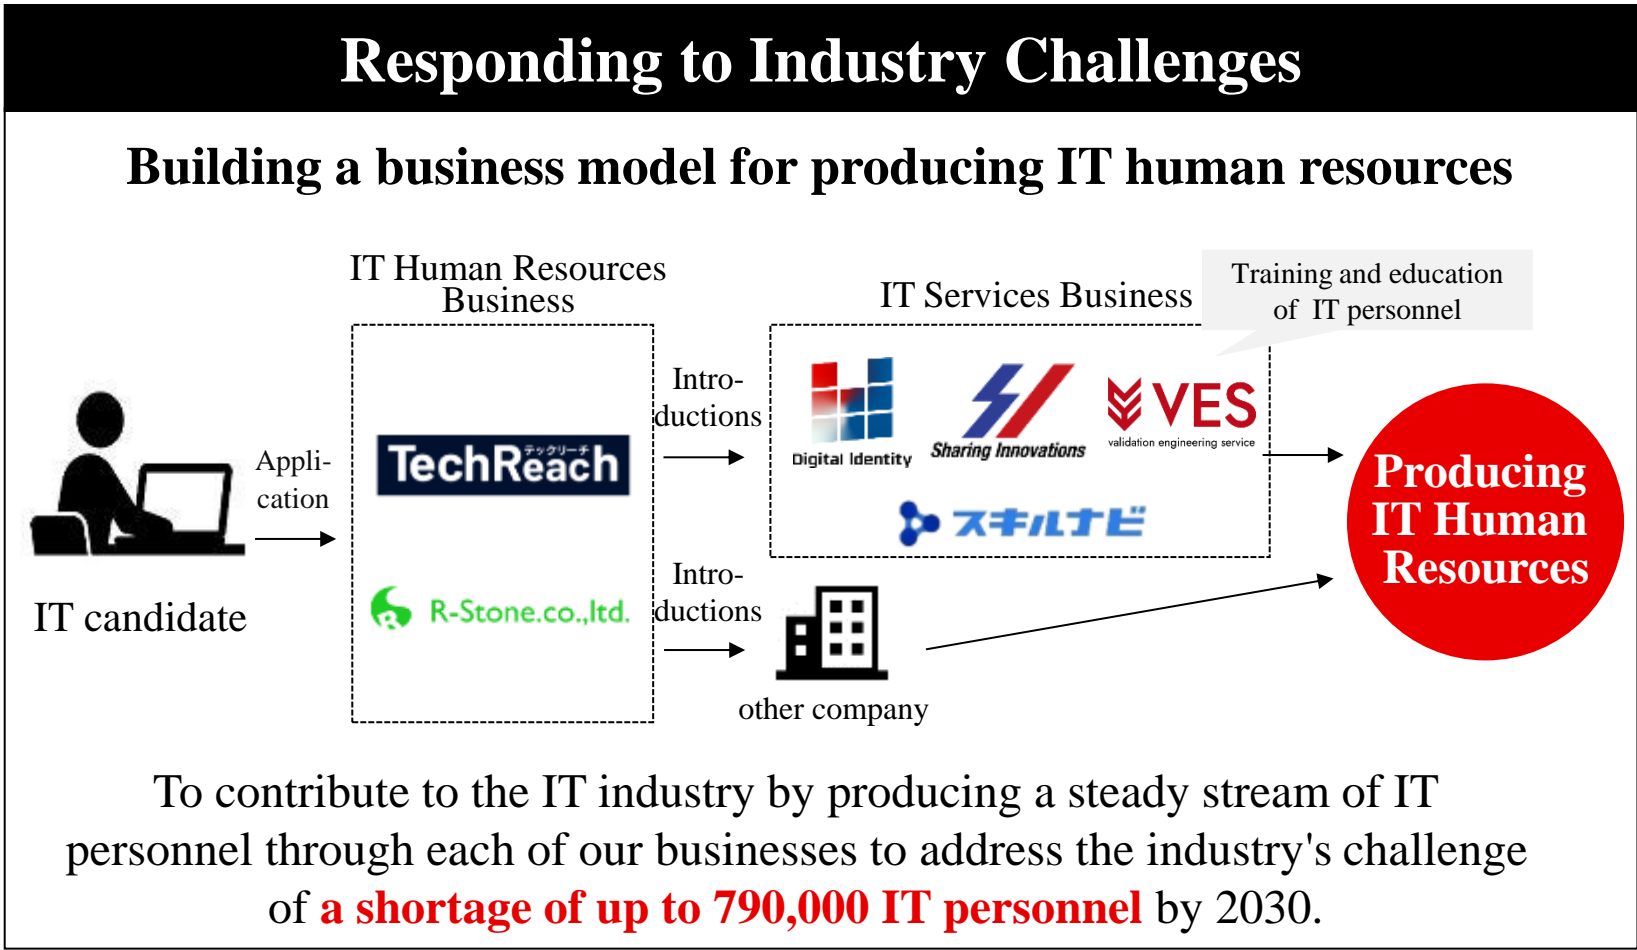 Responding to Industry Challenges
Building a business model for producing IT human resources
IT Human Resources
Business
IT Services Business
Training and education
of IT personnel
Appli-
cation
IT candidate
テックリーチ
TechReach
R-Stone.co.,ltd.
Intro-
ductions
Intro-
ductions
Digital Identity
Sharing Innovations
VES
validation engineering service
スキルナビ
other company
Producing
IT Human
Resources
To contribute to the IT industry by producing a steady stream of IT
personnel through each of our businesses to address the industry's challenge
of a shortage of up to 790,000 IT personnel by 2030.